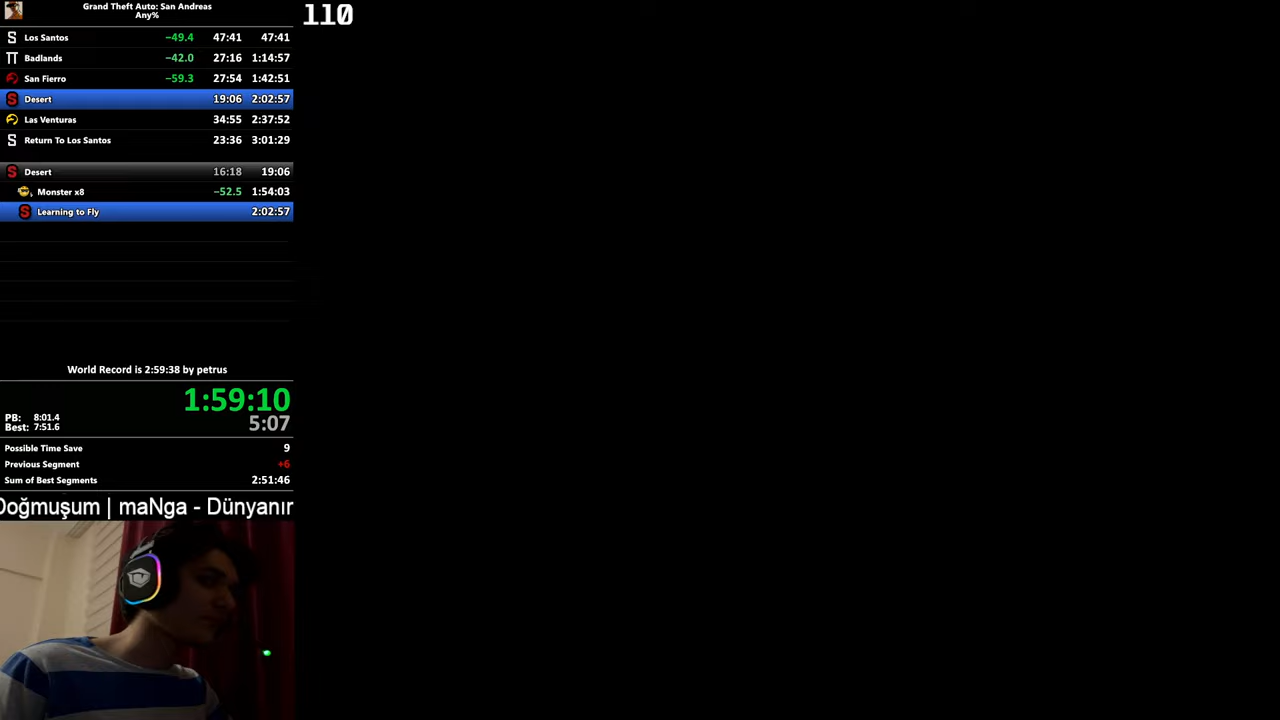 Grand Theft Auto: San Andreas
Any%
110
Los Santos −49.4 47:41 47:41
Badlands −42.0 27:16 1:14:57
San Fierro −59.3 27:54 1:42:51
Desert 19:06 2:02:57
Las Venturas 34:55 2:37:52
Return To Los Santos 23:36 3:01:29
Desert 16:18 19:06
Monster x8 −52.5 1:54:03
Learning to Fly 2:02:57
World Record is 2:59:38 by petrus
1:59:10
PB: 8:01.4
Best: 7:51.6
5:07
Possible Time Save 9
Previous Segment +6
Sum of Best Segments 2:51:46
Doğmuşum | maNga - Dünyanır